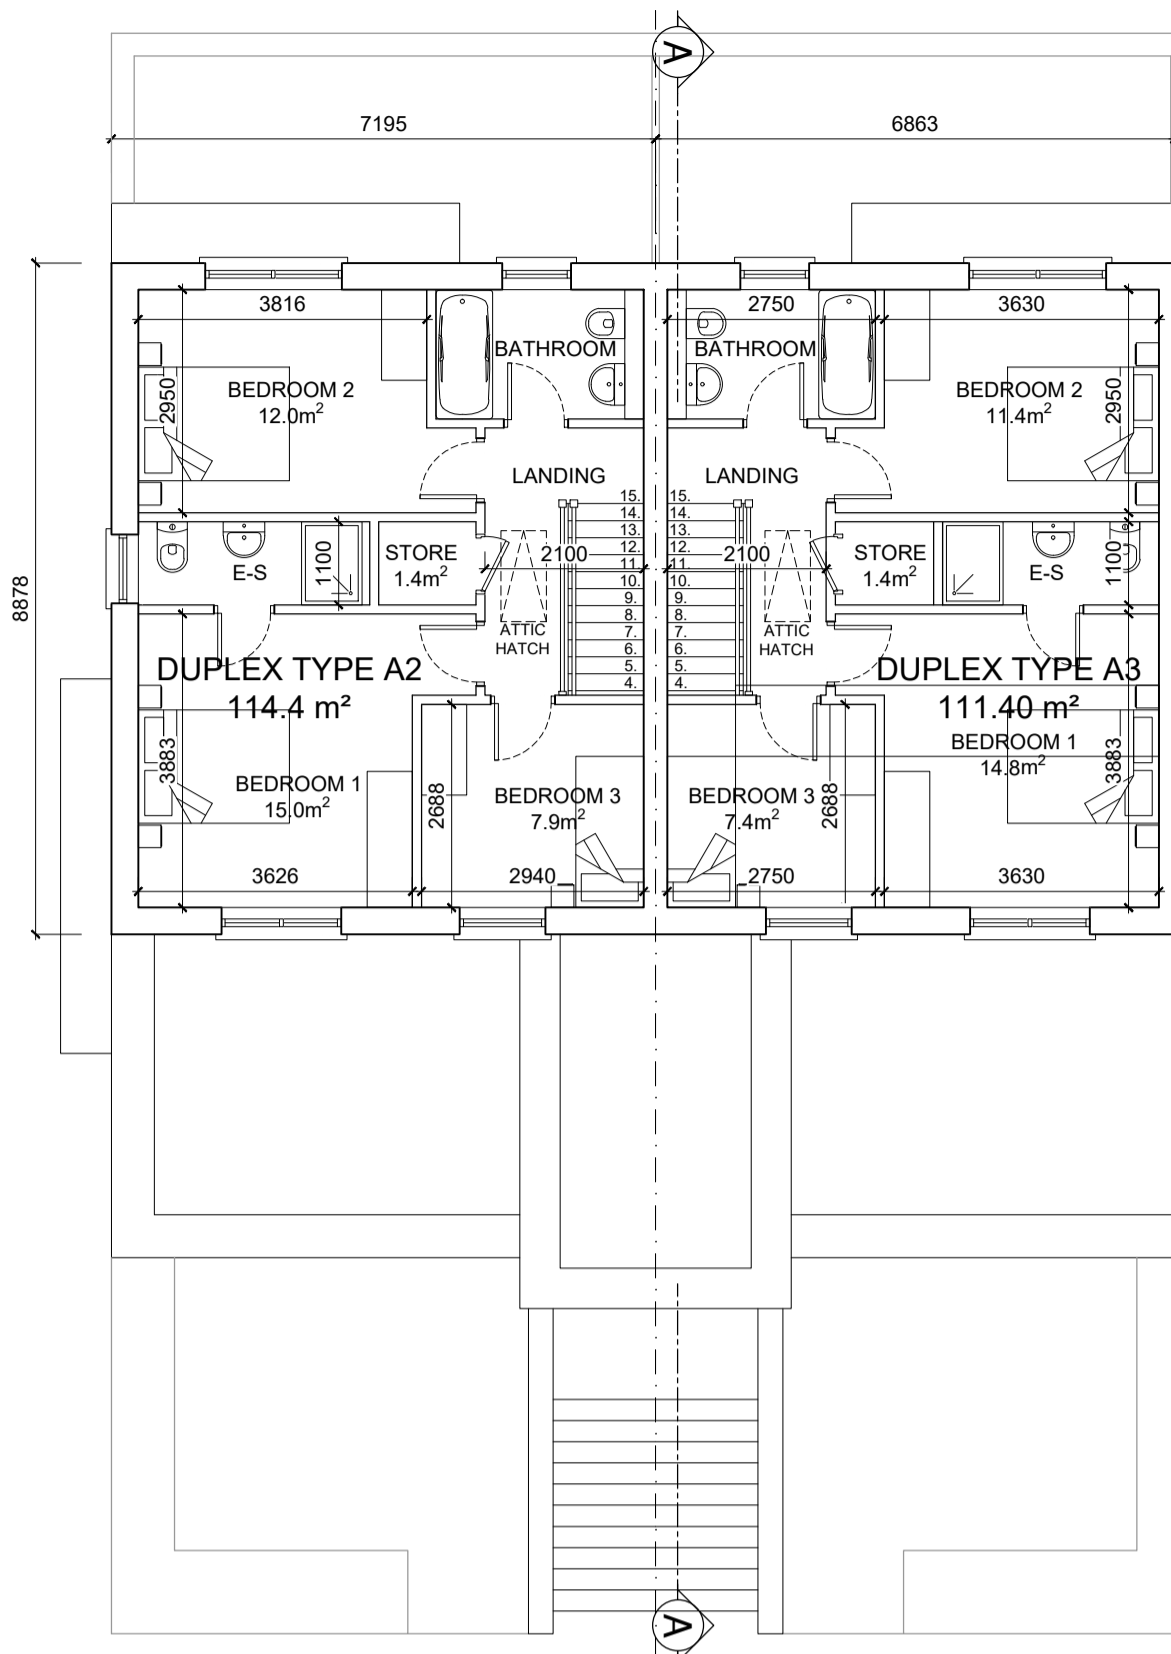 A
7195 6863
3816 2750 3630
BATHROOM BATHROOM
BEDROOM 2 BEDROOM 2
12.0m² 11.4m²
2950 2950
LANDING LANDING
15. 15.
14. 14.
13. 13.
12. 12.
11. 11.
10. 10.
9. 9.
8. 8.
7. 7.
6. 6.
5. 5.
4. 4.
STORE 2100 2100 STORE
1.4m² 1.4m²
E-S 1100 1100 E-S
8878
ATTIC ATTIC
HATCH HATCH
DUPLEX TYPE A2 DUPLEX TYPE A3
114.4 m² 111.40 m²
BEDROOM 1
14.8m²
3883 3883
BEDROOM 1
15.0m²
BEDROOM 3 BEDROOM 3
7.9m² 7.4m²
2688 2688
3626 2940 2750 3630
A